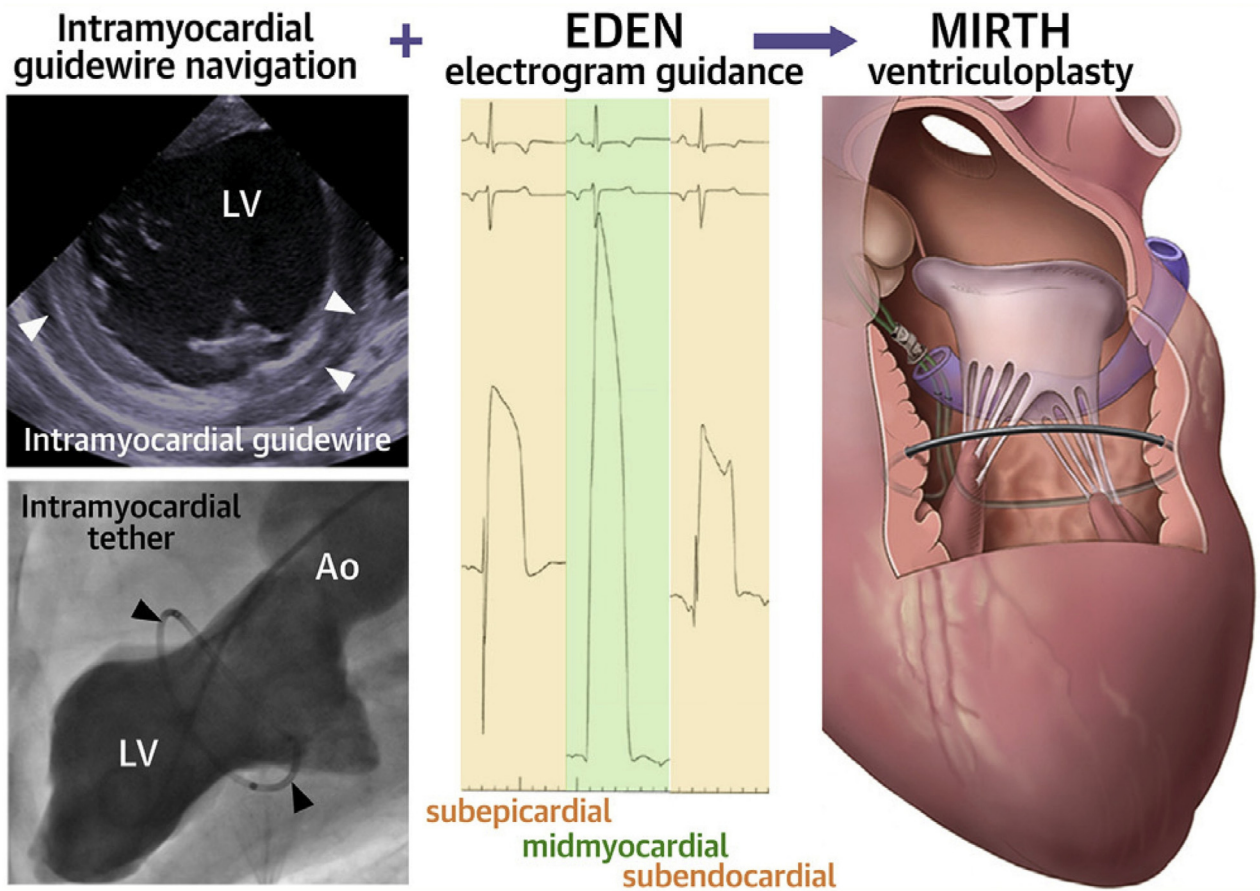 Intramyocardial
guidewire navigation
+
EDEN
electrogram guidance
MIRTH
ventriculoplasty
LV
Intramyocardial guidewire
Intramyocardial
tether
Ao
LV
subepicardial
midmyocardial
subendocardial